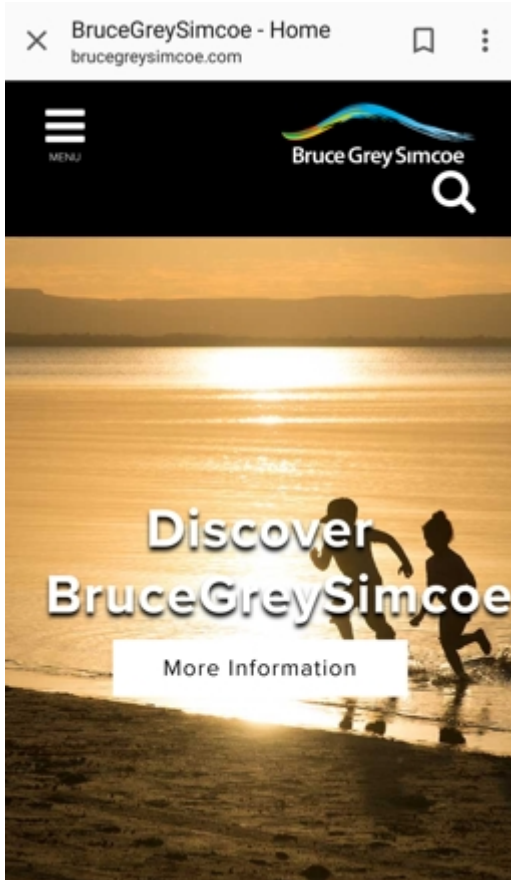 BruceGreySimcoe - Home
brucegreysimcoe.com
MENU
Bruce Grey Simcoe
Discover
BruceGreySimcoe
More Information